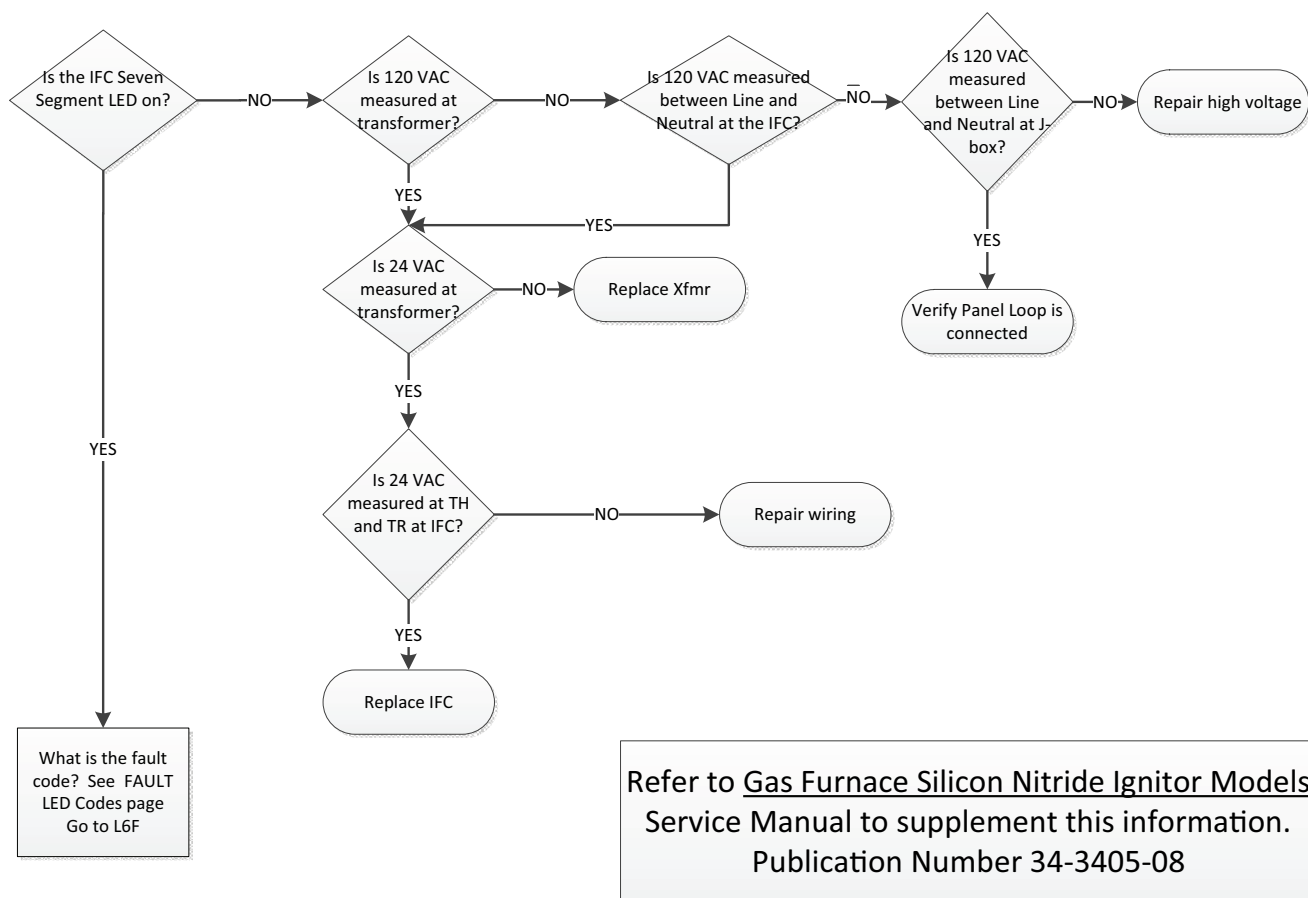 Is the IFC Seven
Segment LED on?
NO
Is 120 VAC
measured at
transformer?
NO
Is 120 VAC measured
between Line and
Neutral at the IFC?
NO
Is 120 VAC
measured
between Line
and Neutral at J-
box?
NO
Repair high voltage
YES
YES
YES
Is 24 VAC
measured at
transformer?
NO
Replace Xfmr
Verify Panel Loop is
connected
YES
YES
Is 24 VAC
measured at TH
and TR at IFC?
NO
Repair wiring
YES
Replace IFC
What is the fault
code? See FAULT
LED Codes page
Go to L6F
Refer to Gas Furnace Silicon Nitride Ignitor Models
Service Manual to supplement this information.
Publication Number 34-3405-08